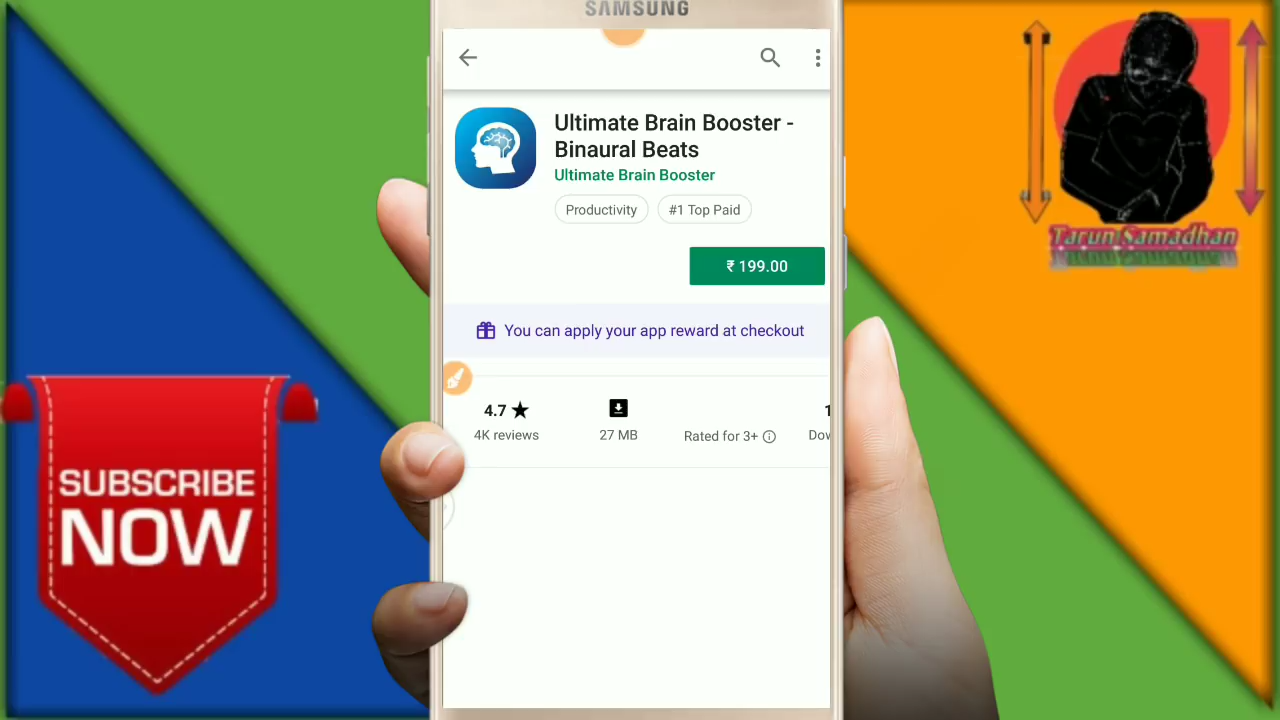 SAMSUNG
Ultimate Brain Booster -
Binaural Beats
Ultimate Brain Booster
Productivity
#1 Top Paid
₹ 199.00
You can apply your app reward at checkout
4.7 ★
4K reviews
27 MB
Rated for 3+
SUBSCRIBE
NOW
Tarun Samadhan